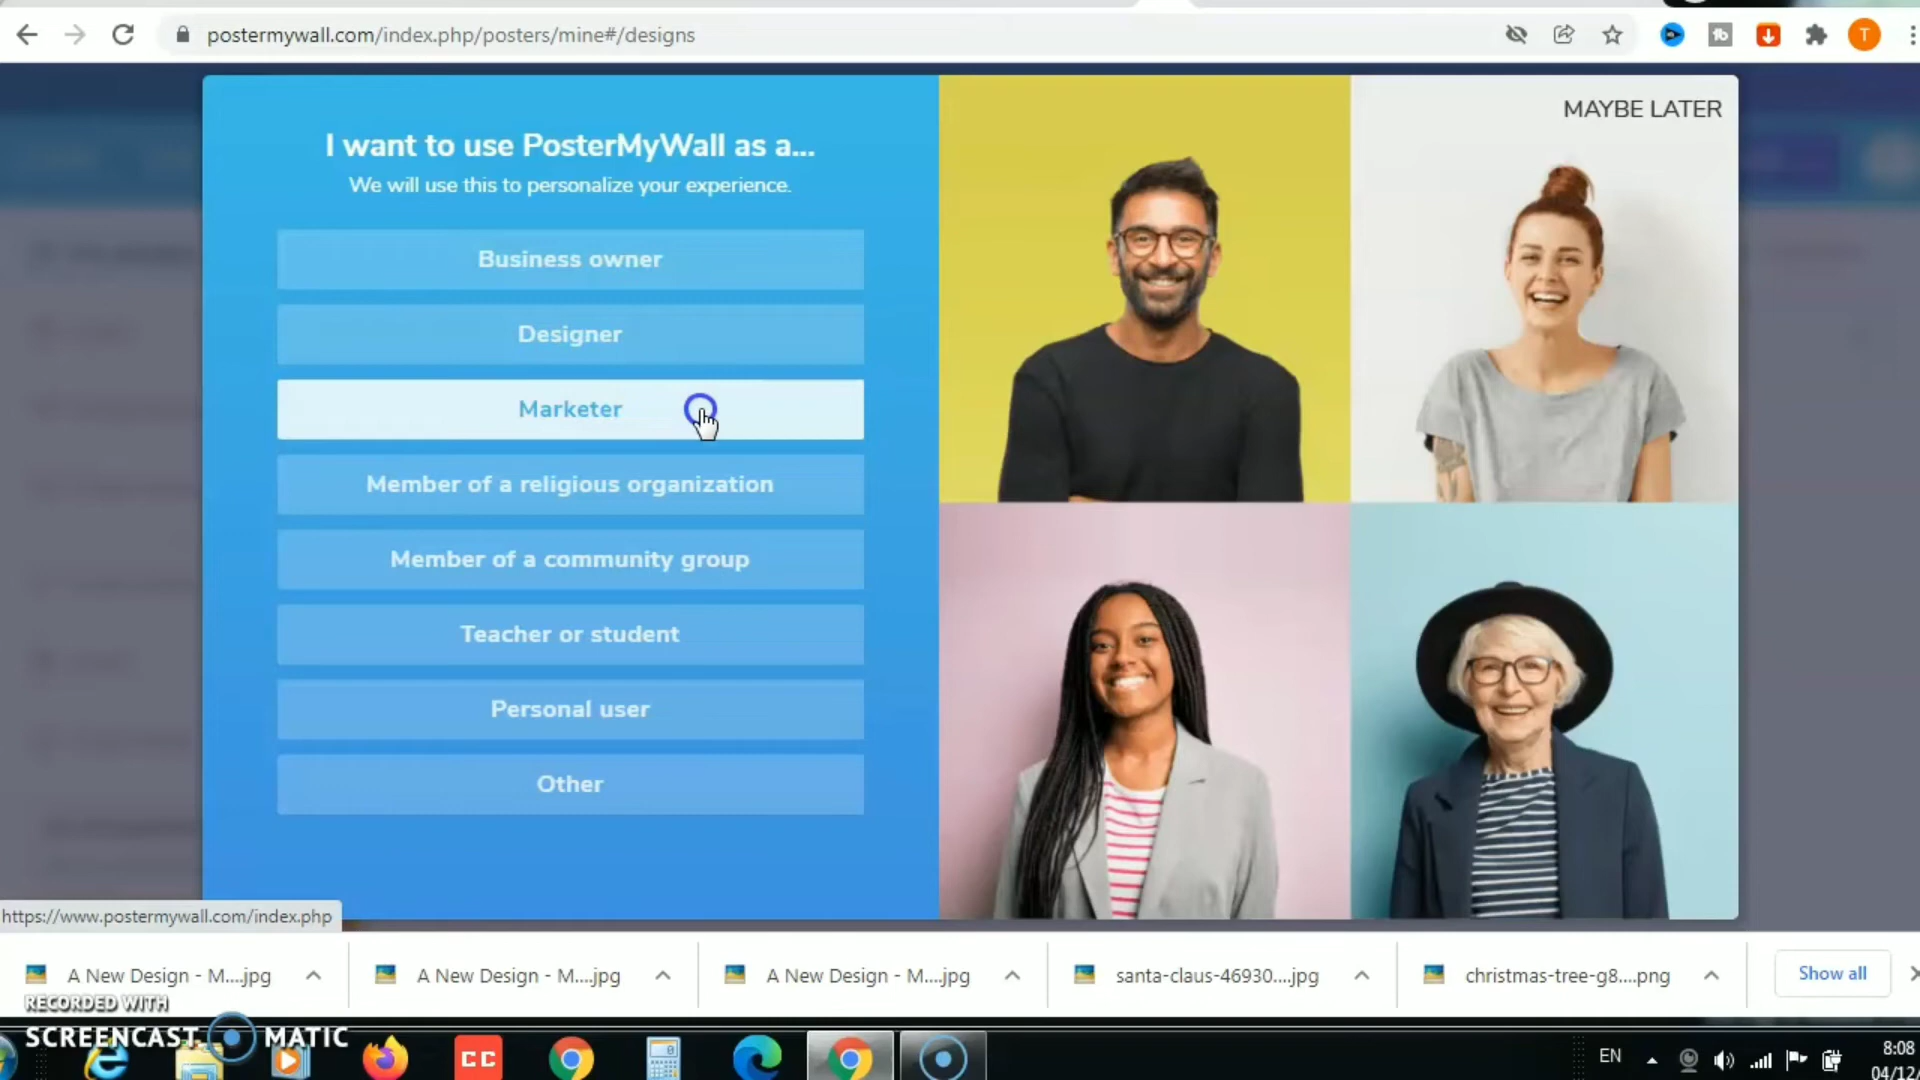 postermywall.com/index.php/posters/mine#/designs
T
MAYBE LATER
I want to use PosterMyWall as a...
We will use this to personalize your experience.
Business owner
Designer
Marketer
Member of a religious organization
Member of a community group
Teacher or student
Personal user
Other
https://www.postermywall.com/index.php
A New Design - M....jpg
A New Design - M....jpg
A New Design - M....jpg
santa-claus-46930....jpg
christmas-tree-g8....png
Show all
RECORDED WITH
SCREENCAST MATIC
CC
EN
8:08
04/12/